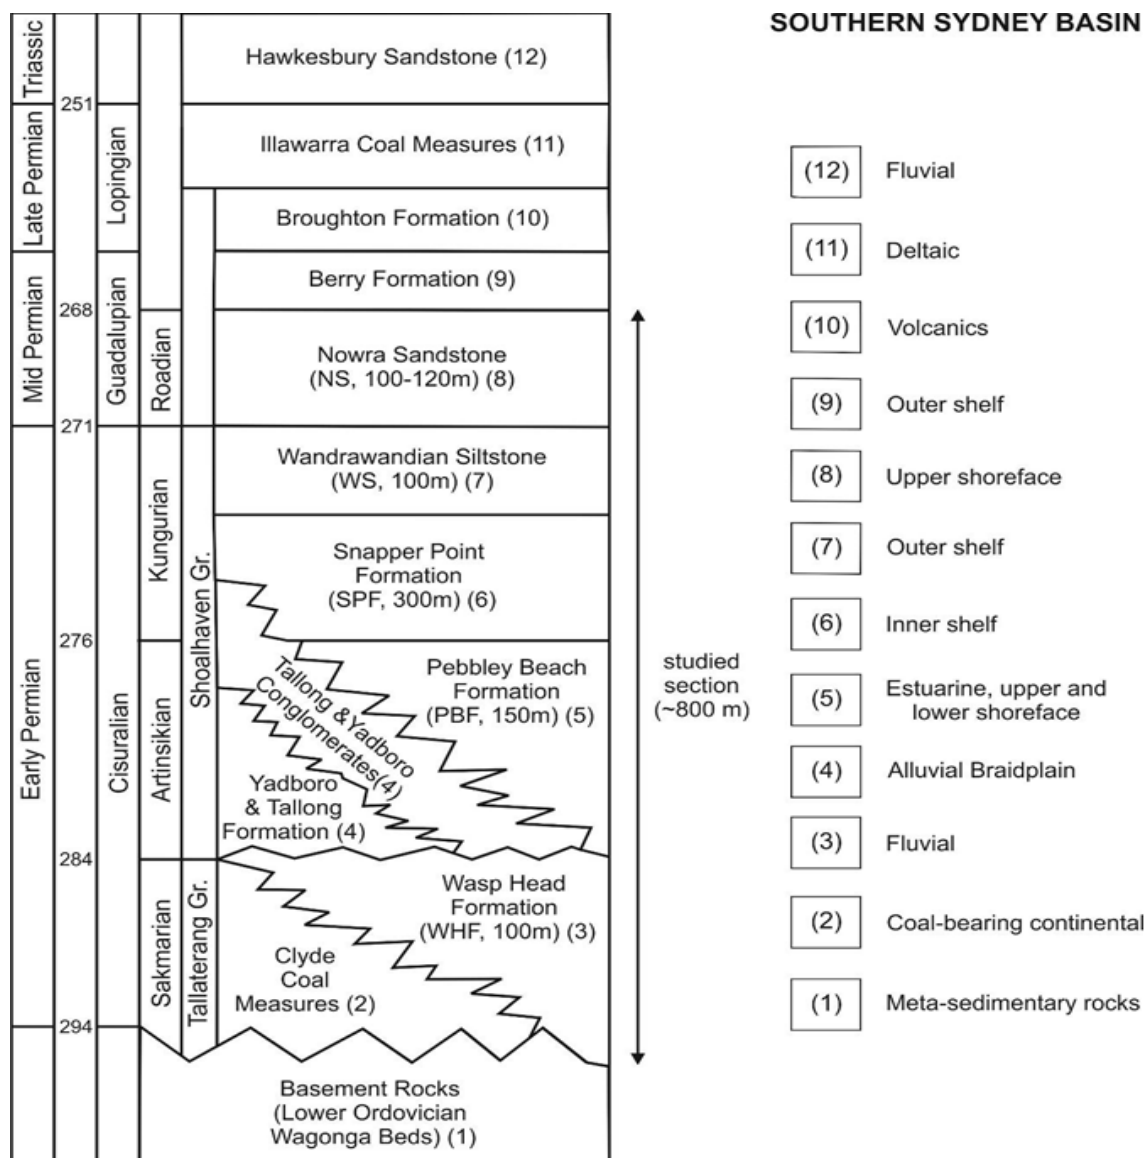 SOUTHERN SYDNEY BASIN
Triassic
Late Permian
Mid Permian
Early Permian
251
268
271
276
284
294
Lopingian
Guadalupian
Cisuralian
Roadian
Kungurian
Artinsikian
Sakmarian
Shoalhaven Gr.
Tallaterang Gr.
Hawkesbury Sandstone (12)
Illawarra Coal Measures (11)
Broughton Formation (10)
Berry Formation (9)
Nowra Sandstone
(NS, 100-120m) (8)
Wandrawandian Siltstone
(WS, 100m) (7)
Snapper Point
Formation
(SPF, 300m) (6)
Tallong &Yadboro
Conglomerates(4)
Pebbley Beach
Formation
(PBF, 150m) (5)
Yadboro
& Tallong
Formation (4)
Wasp Head
Formation
(WHF, 100m) (3)
Clyde
Coal
Measures (2)
Basement Rocks
(Lower Ordovician
Wagonga Beds) (1)
studied
section
(~800 m)
(12) Fluvial
(11) Deltaic
(10) Volcanics
(9) Outer shelf
(8) Upper shoreface
(7) Outer shelf
(6) Inner shelf
(5) Estuarine, upper and
lower shoreface
(4) Alluvial Braidplain
(3) Fluvial
(2) Coal-bearing continental
(1) Meta-sedimentary rocks